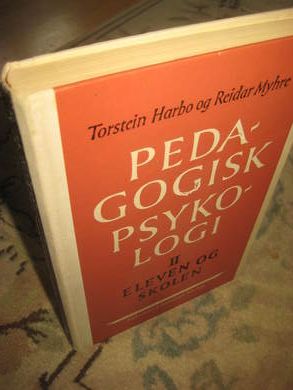 Torstein Harbo og Reidar Myhre
PEDA-
GOGISK
PSYKO-
LOGI
II
ELEVEN OG
SKOLEN